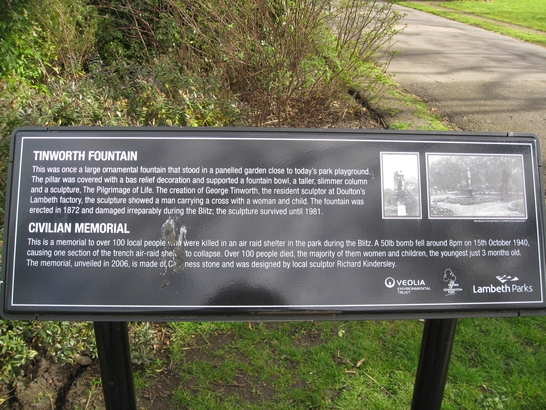 TINWORTH FOUNTAIN
This was once a large ornamental fountain that stood in a panelled garden close to today's park playground.
The pillar was covered with a bas relief decoration and supported a fountain bowl, a taller, slimmer column
and a sculpture, The Pilgrimage of Life. The creation of George Tinworth, the resident sculptor at Doulton's
Lambeth factory, the sculpture showed a man carrying a cross with a woman and child. The fountain was
erected in 1872 and damaged irreparably during the Blitz; the sculpture survived until 1981.
CIVILIAN MEMORIAL
This is a memorial to over 100 local people who were killed in an air raid shelter in the park during the Blitz. A 50lb bomb fell around 8pm on 15th October 1940,
causing one section of the trench air-raid to collapse. Over 100 people died, the majority of them women and children, the youngest just 3 months old.
The memorial, unveiled in 2006, is made of stone and was designed by local sculptor Richard Kindersley.
VEOLIA
ENVIRONMENTAL
TRUST
Lambeth Parks